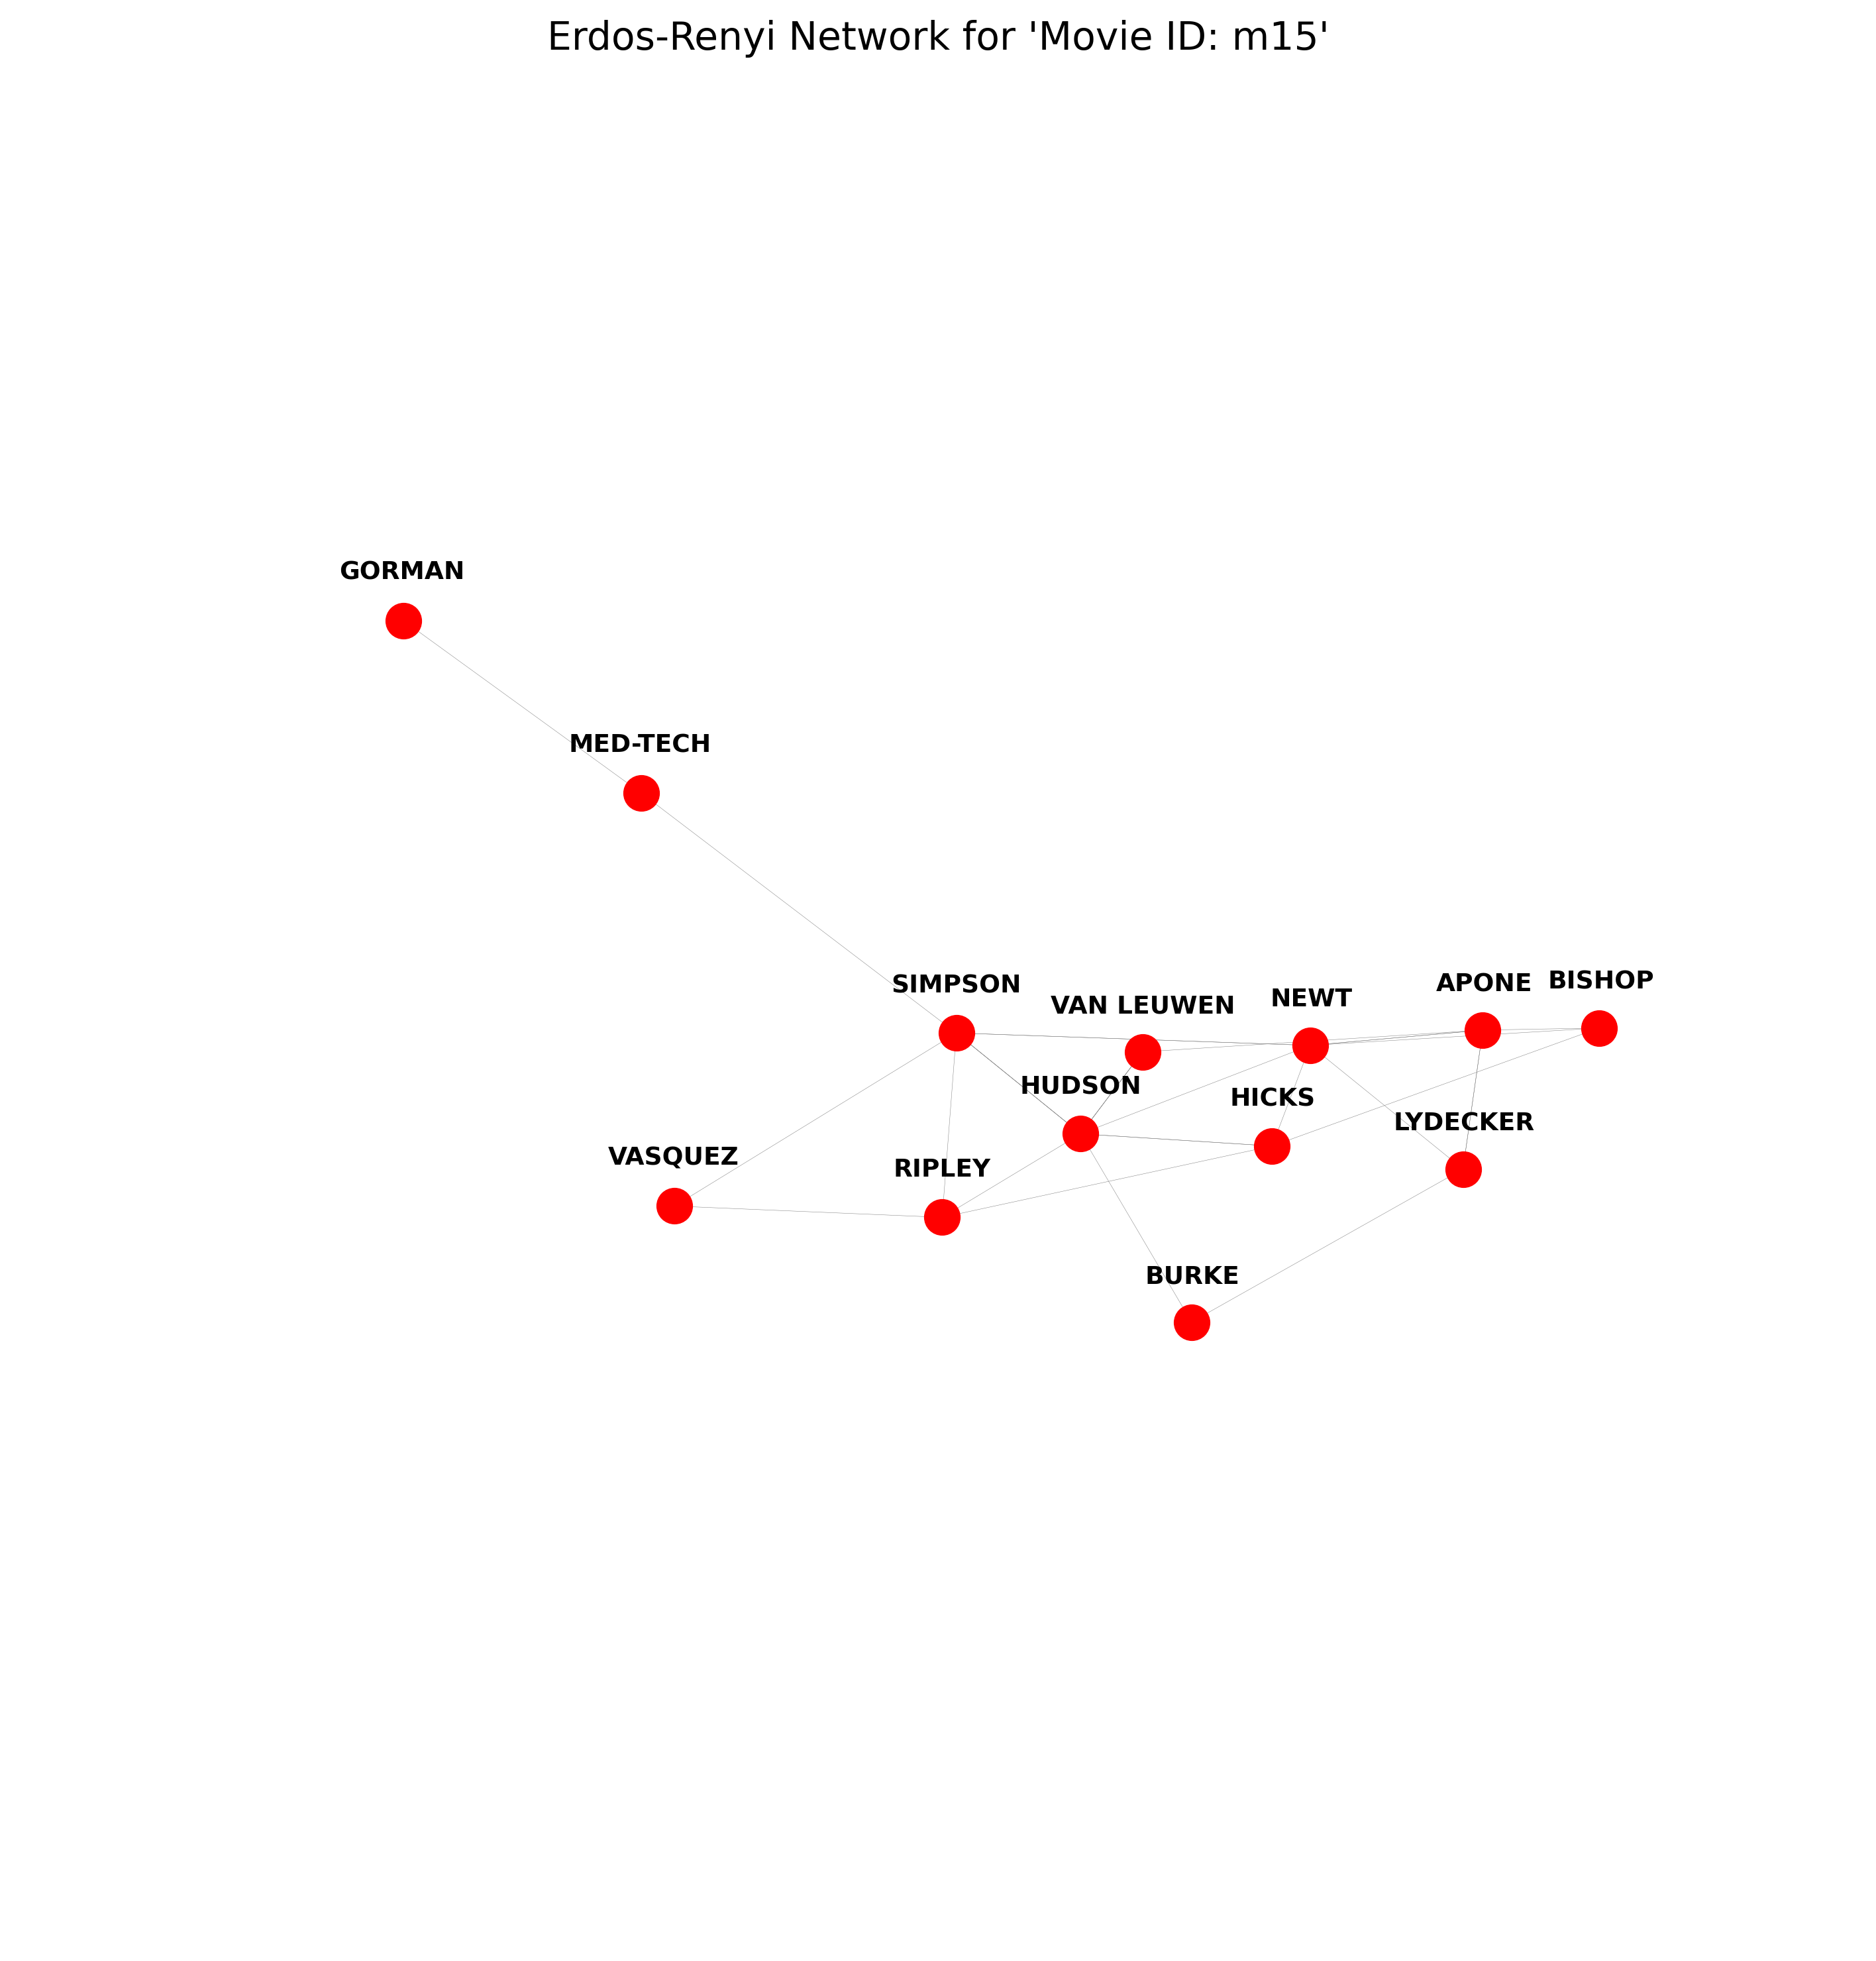 Erdos-Renyi Network for 'Movie ID: m15'
GORMAN
MED-TECH
SIMPSON
VAN LEUWEN
NEWT
APONE
BISHOP
HUDSON
HICKS
LYDECKER
VASQUEZ
RIPLEY
BURKE